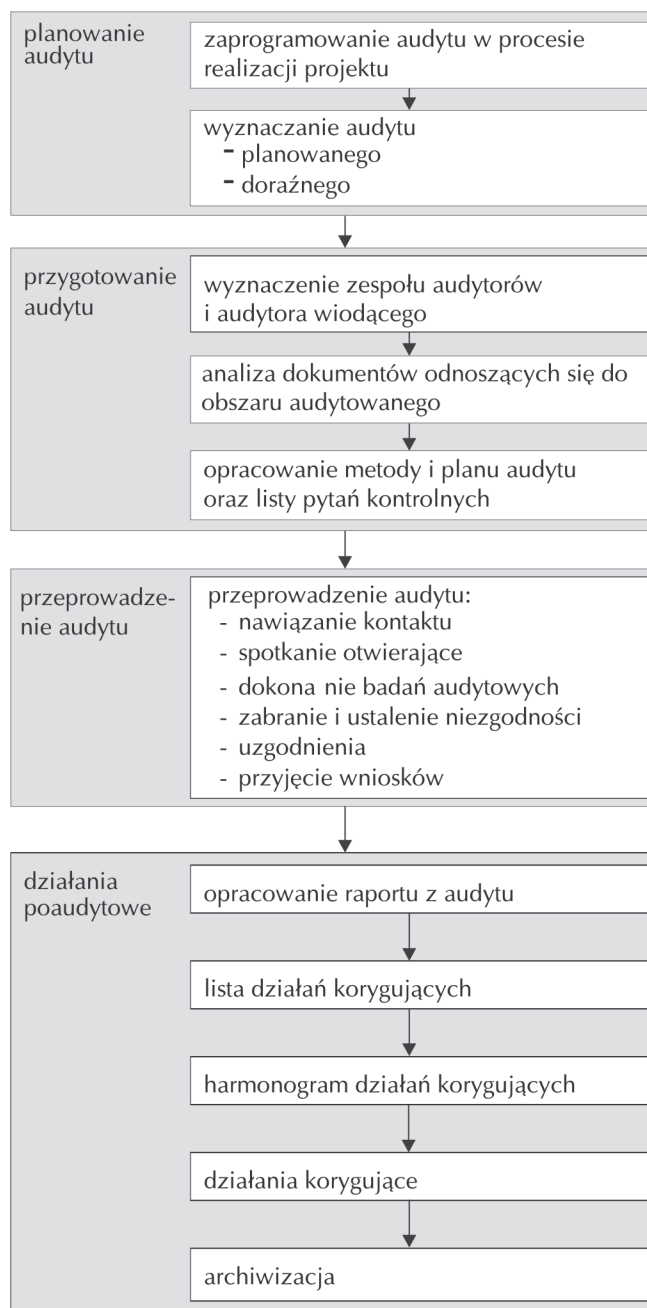 planowanie
audytu
zaprogramowanie audytu w procesie
realizacji projektu
wyznaczanie audytu
- planowanego
- doraźnego
przygotowanie
audytu
wyznaczenie zespołu audytorów
i audytora wiodącego
analiza dokumentów odnoszących się do
obszaru audytowanego
opracowanie metody i planu audytu
oraz listy pytań kontrolnych
przeprowadze-
nie audytu
przeprowadzenie audytu:
- nawiązanie kontaktu
- spotkanie otwierające
- dokona nie badań audytowych
- zabranie i ustalenie niezgodności
- uzgodnienia
- przyjęcie wniosków
działania
poaudytowe
opracowanie raportu z audytu
lista działań korygujących
harmonogram działań korygujących
działania korygujące
archiwizacja